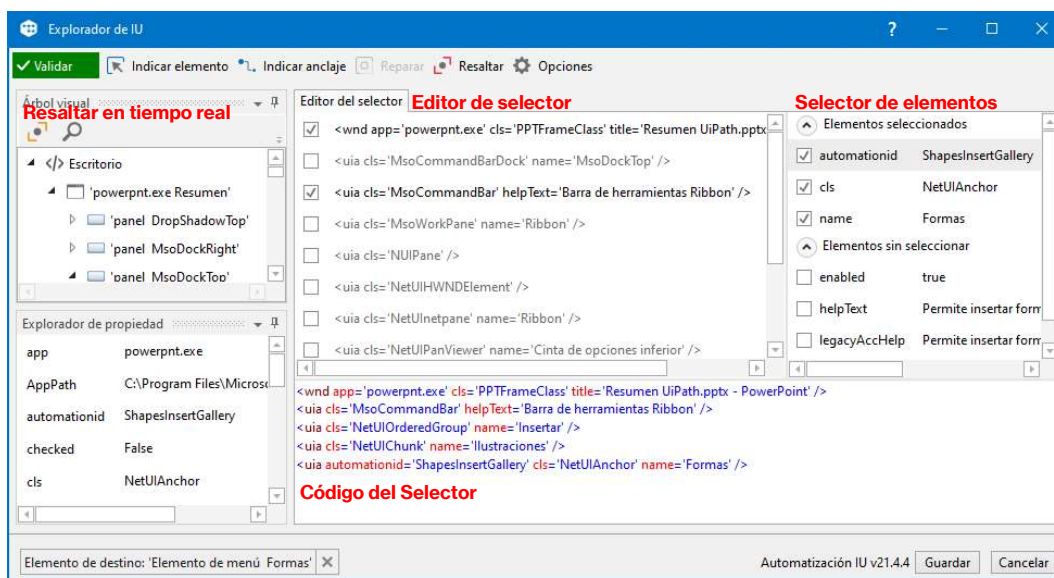 Explorador de IU
Validar Indicar elemento Indicar anclaje Reparar Resaltar Opciones
Árbol visual
Resaltar en tiempo real
</> Escritorio
'powerpnt.exe Resumen'
'panel DropShadowTop'
'panel MsoDockRight'
'panel MsoDockTop'
Explorador de propiedad
app powerpnt.exe
AppPath C:\Program Files\Microsc
automationid ShapesInsertGallery
checked False
cls NetUIAnchor
Editor del selector Editor de selector
<wnd app='powerpnt.exe' cls='PPTFrameClass' title='Resumen UiPath.pptx
<uia cls='MsoCommandBarDock' name='MsoDockTop' />
<uia cls='MsoCommandBar' helpText='Barra de herramientas Ribbon' />
<uia cls='MsoWorkPane' name='Ribbon' />
<uia cls='NUIPane' />
<uia cls='NetUIHWNDElement' />
<uia cls='NetUInetpane' name='Ribbon' />
<uia cls='NetUIPanViewer' name='Cinta de opciones inferior' />
Selector de elementos
Elementos seleccionados
automationid ShapesInsertGallery
cls NetUIAnchor
name Formas
Elementos sin seleccionar
enabled true
helpText Permite insertar form
legacyAccHelp Permite insertar form
<wnd app='powerpnt.exe' cls='PPTFrameClass' title='Resumen UiPath.pptx - PowerPoint' />
<uia cls='MsoCommandBar' helpText='Barra de herramientas Ribbon' />
<uia cls='NetUIOrderedGroup' name='Insertar' />
<uia cls='NetUIChunk' name='Ilustraciones' />
<uia automationid='ShapesInsertGallery' cls='NetUIAnchor' name='Formas' />
Código del Selector
Elemento de destino: 'Elemento de menú Formas'
Automatización IU v21.4.4 Guardar Cancelar